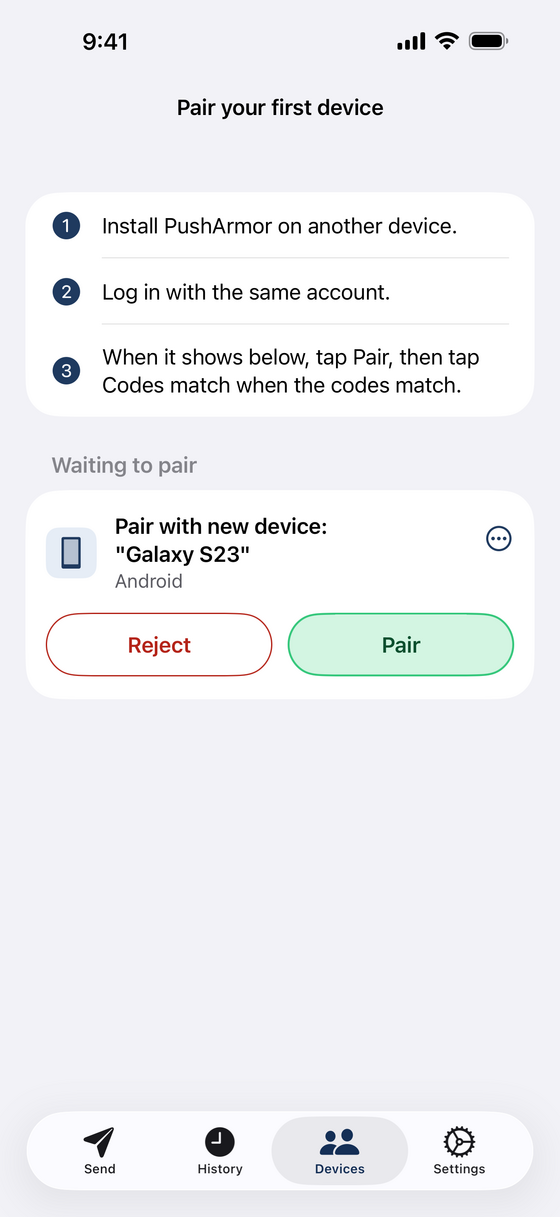 9:41
Pair your first device
1 Install PushArmor on another device.
2 Log in with the same account.
3 When it shows below, tap Pair, then tap
Codes match when the codes match.
Waiting to pair
Pair with new device:
"Galaxy S23"
Android
Reject Pair
Send History Devices Settings